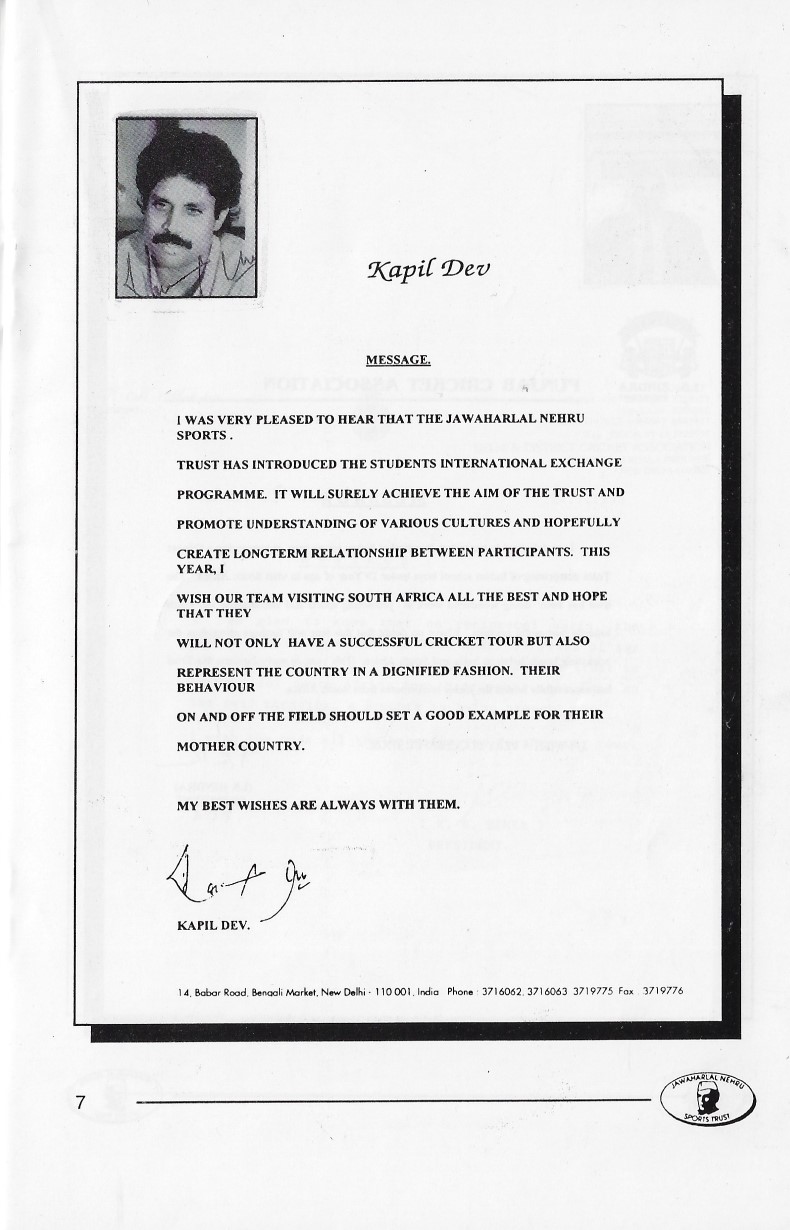 Kapil Dev
MESSAGE.
I WAS VERY PLEASED TO HEAR THAT THE JAWAHARLAL NEHRU
SPORTS .
TRUST HAS INTRODUCED THE STUDENTS INTERNATIONAL EXCHANGE
PROGRAMME. IT WILL SURELY ACHIEVE THE AIM OF THE TRUST AND
PROMOTE UNDERSTANDING OF VARIOUS CULTURES AND HOPEFULLY
CREATE LONGTERM RELATIONSHIP BETWEEN PARTICIPANTS. THIS
YEAR, I
WISH OUR TEAM VISITING SOUTH AFRICA ALL THE BEST AND HOPE
THAT THEY
WILL NOT ONLY HAVE A SUCCESSFUL CRICKET TOUR BUT ALSO
REPRESENT THE COUNTRY IN A DIGNIFIED FASHION. THEIR
BEHAVIOUR
ON AND OFF THE FIELD SHOULD SET A GOOD EXAMPLE FOR THEIR
MOTHER COUNTRY.
MY BEST WISHES ARE ALWAYS WITH THEM.
KAPIL DEV.
14, Babar Road, Bengali Market, New Delhi - 110 001, India Phone : 3716062, 3716063 3719775 Fax : 3719776
7
JAWAHARLAL NEHRU
SPORTS TRUST